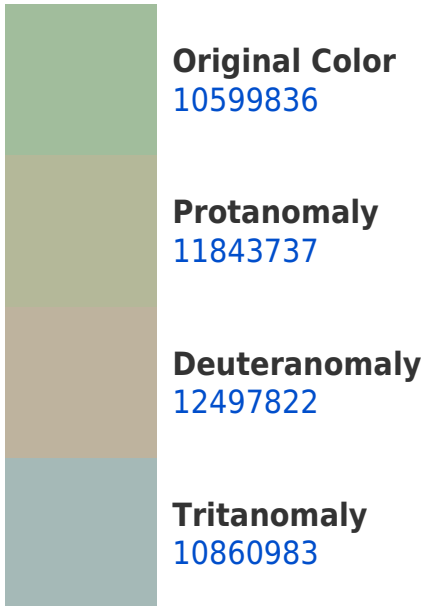 Original Color
10599836
Protanomaly
11843737
Deuteranomaly
12497822
Tritanomaly
10860983